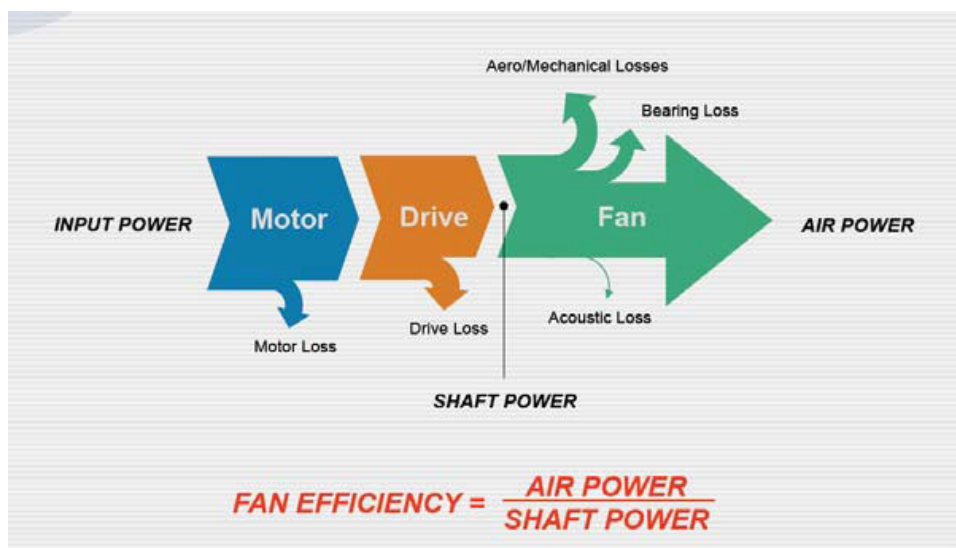 Aero/Mechanical Losses
Bearing Loss
INPUT POWER
Motor
Drive
Fan
AIR POWER
Motor Loss
Drive Loss
Acoustic Loss
SHAFT POWER
FAN EFFICIENCY = AIR POWER
SHAFT POWER